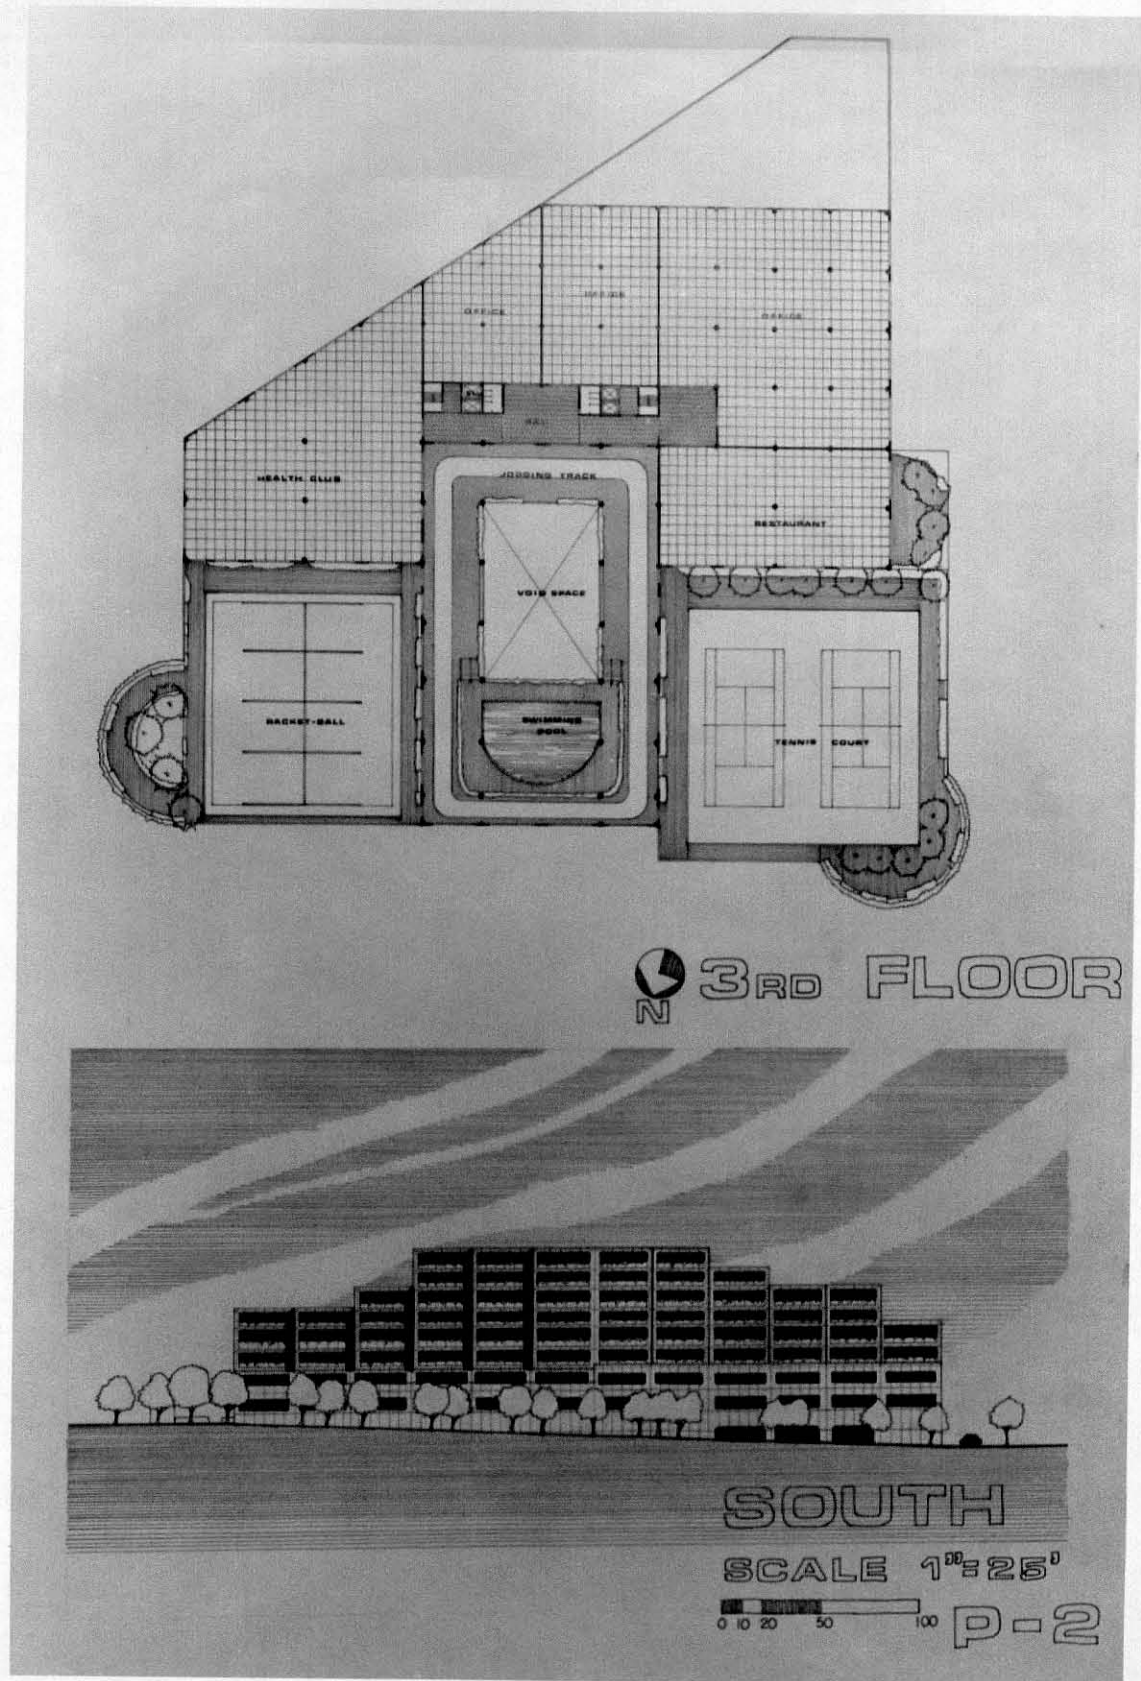 OFFICE
OFFICE
OFFICE
HEALTH CLUB
JOGGING TRACK
RESTAURANT
VOID SPACE
RACKET-BALL
SWIMMING
POOL
TENNIS COURT
N
3RD FLOOR
SOUTH
SCALE 1"=25'
0 10 20 50 100
P-2